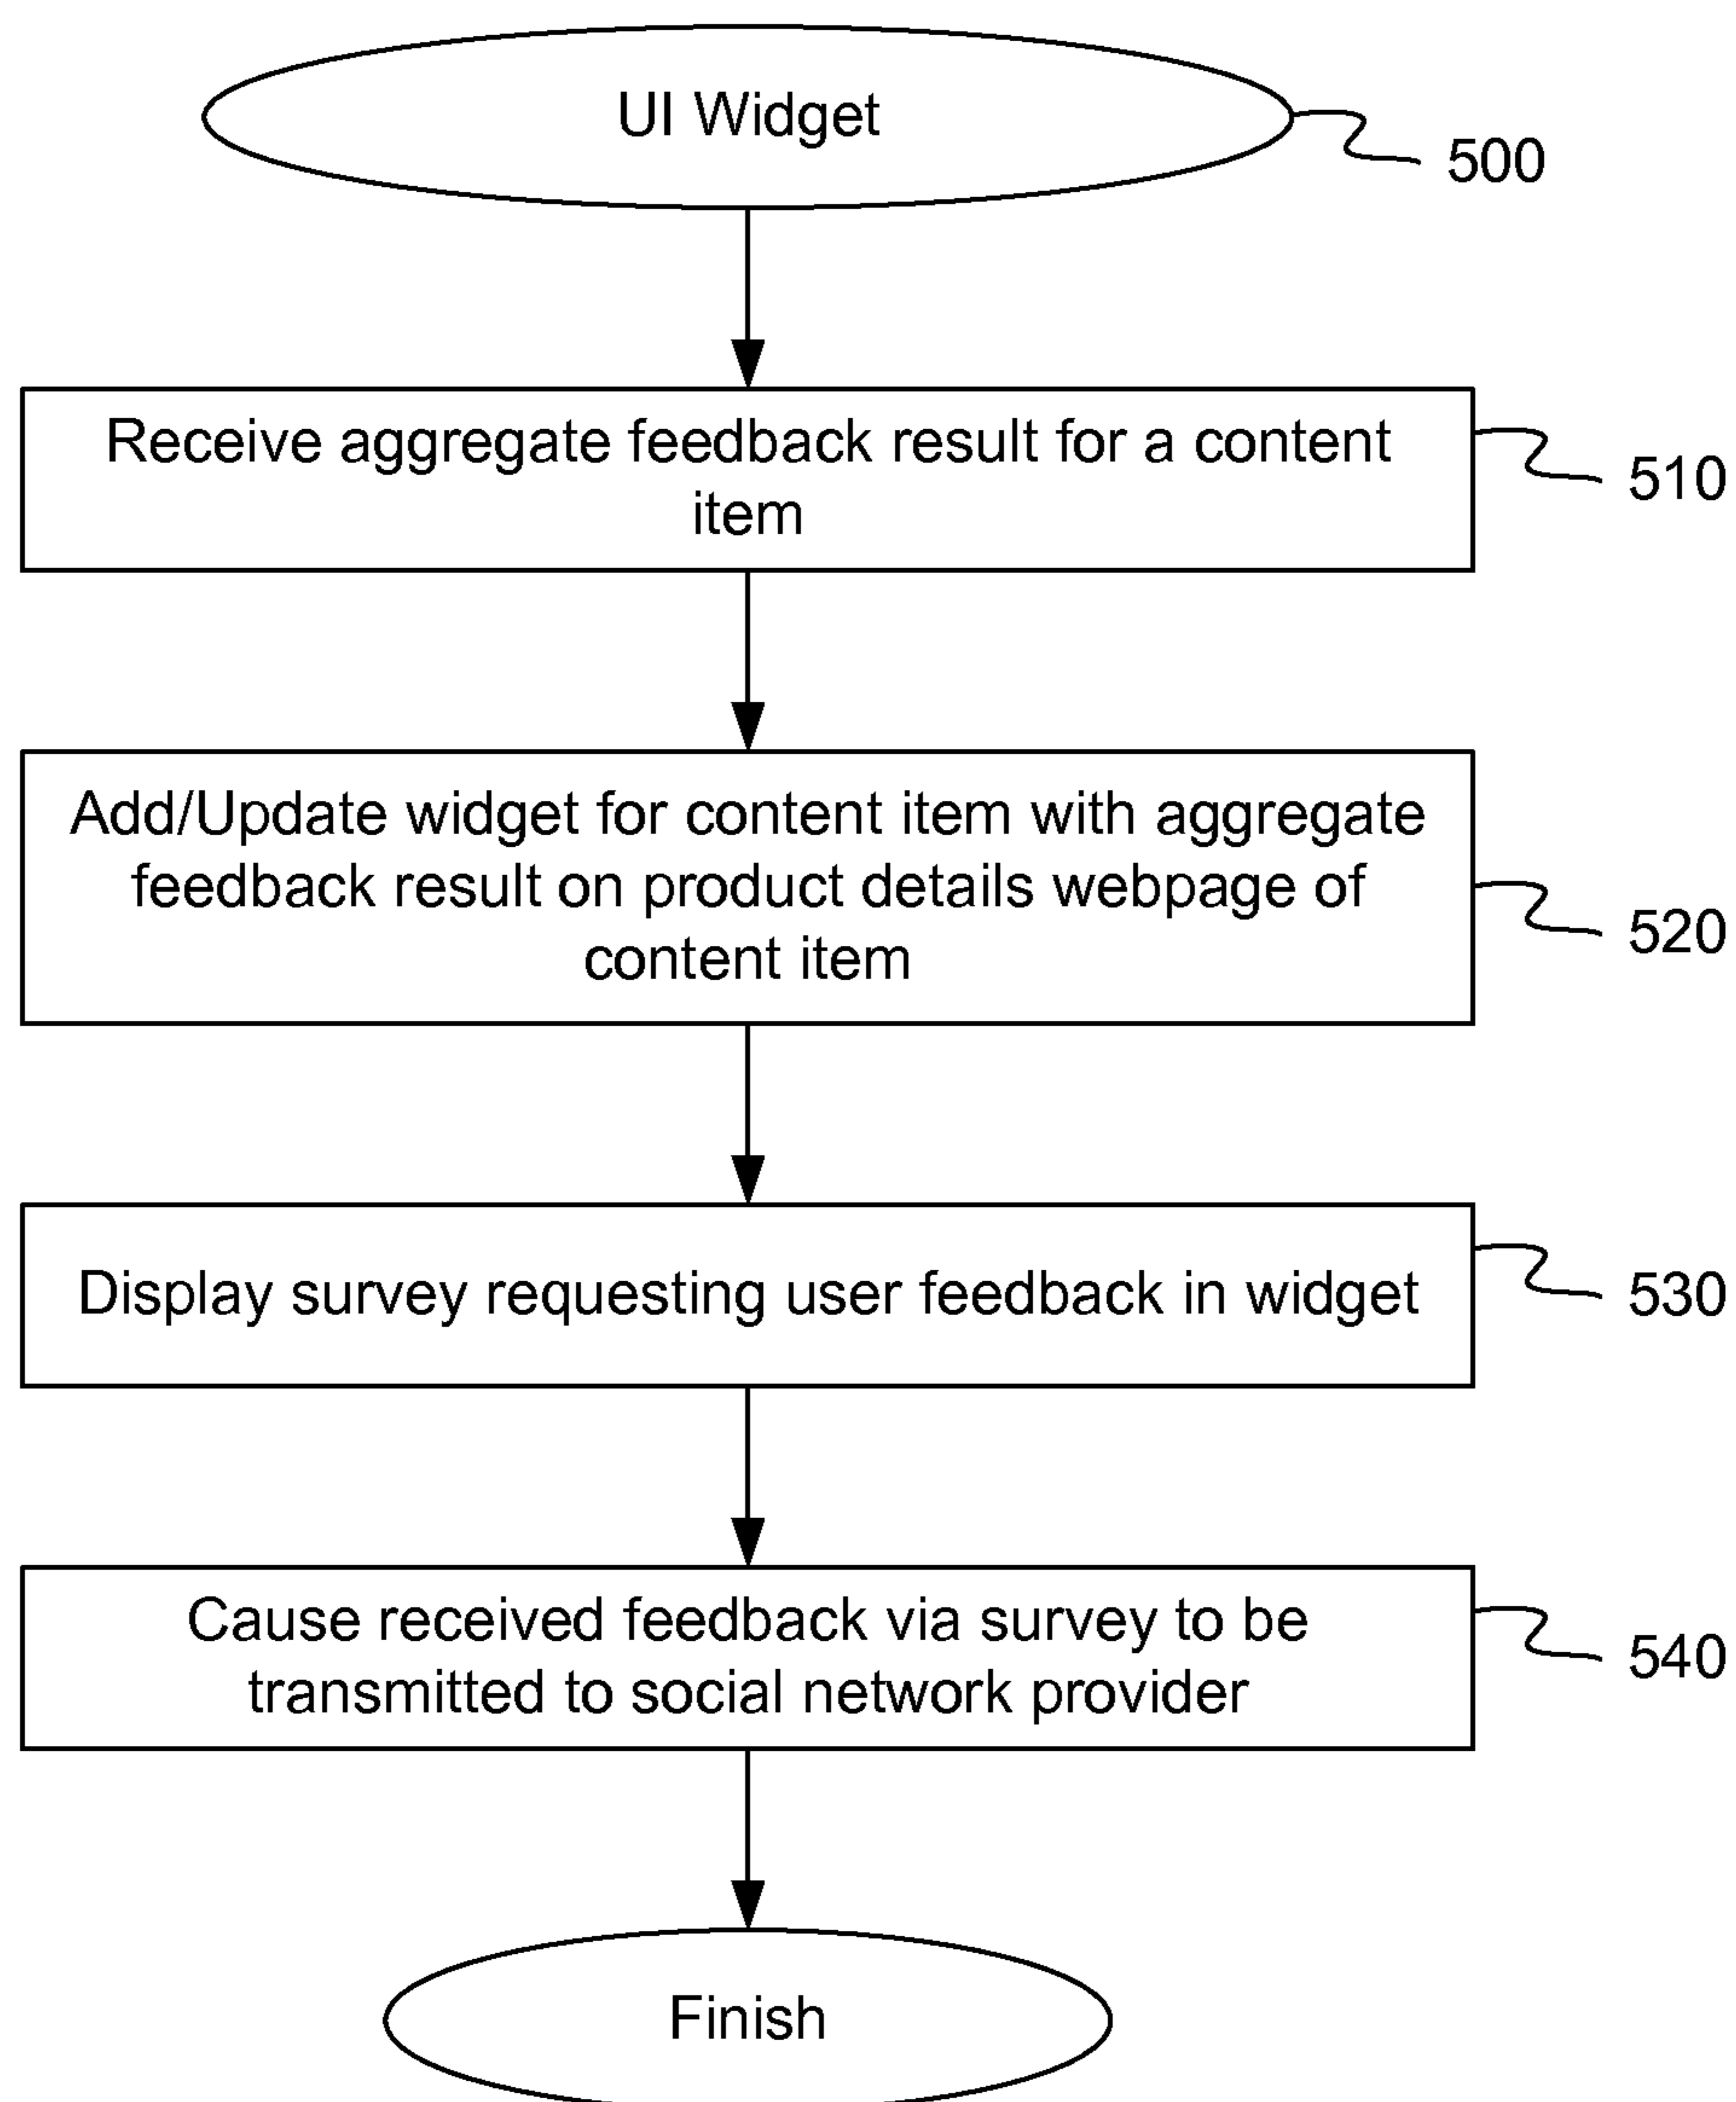 UI Widget
500
Receive aggregate feedback result for a content
item
510
Add/Update widget for content item with aggregate
feedback result on product details webpage of
content item
520
Display survey requesting user feedback in widget
530
Cause received feedback via survey to be
transmitted to social network provider
540
Finish